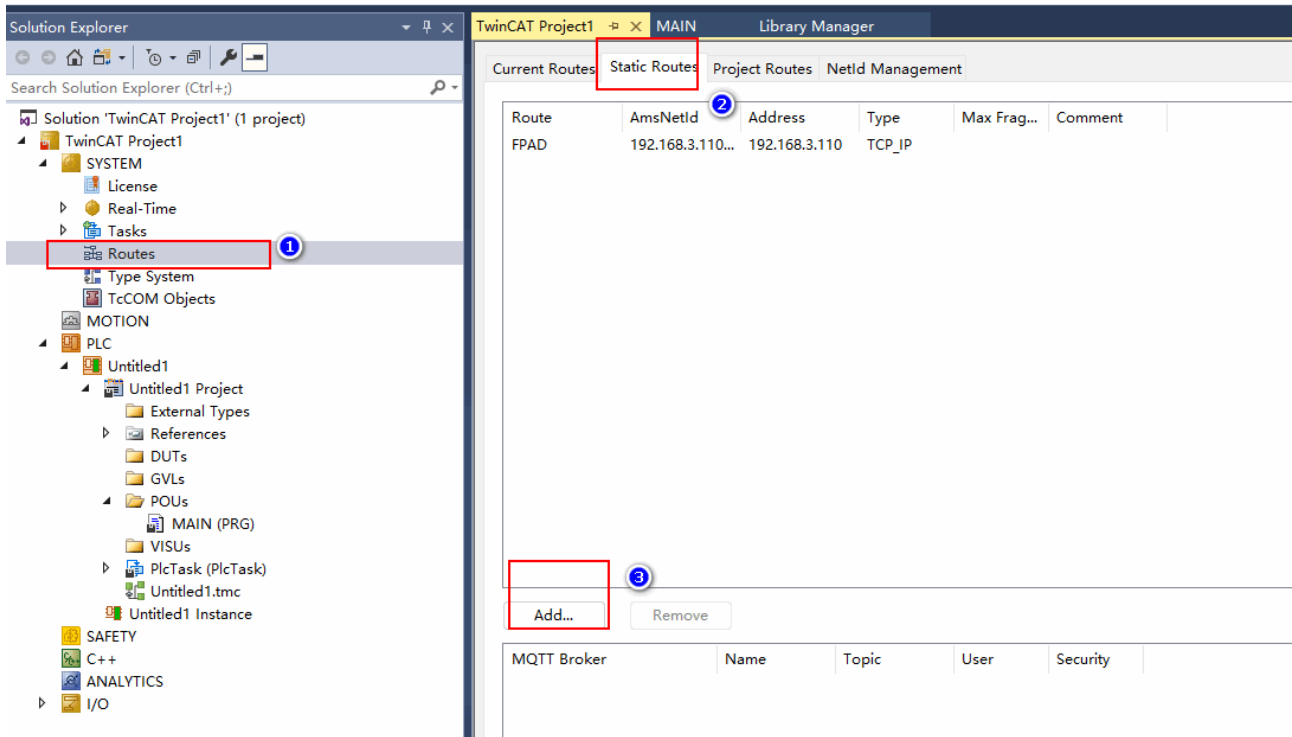 Solution Explorer
Search Solution Explorer (Ctrl+;)
Solution 'TwinCAT Project1' (1 project)
TwinCAT Project1
SYSTEM
License
Real-Time
Tasks
Routes
1
Type System
TcCOM Objects
MOTION
PLC
Untitled1
Untitled1 Project
External Types
References
DUTs
GVLs
POUs
MAIN (PRG)
VISUs
PlcTask (PlcTask)
Untitled1.tmc
Untitled1 Instance
SAFETY
C++
ANALYTICS
I/O
TwinCAT Project1 MAIN Library Manager
Current Routes Static Routes Project Routes NetId Management
2
Route AmsNetId Address Type Max Frag... Comment
FPAD 192.168.3.110... 192.168.3.110 TCP_IP
3
Add... Remove
MQTT Broker Name Topic User Security